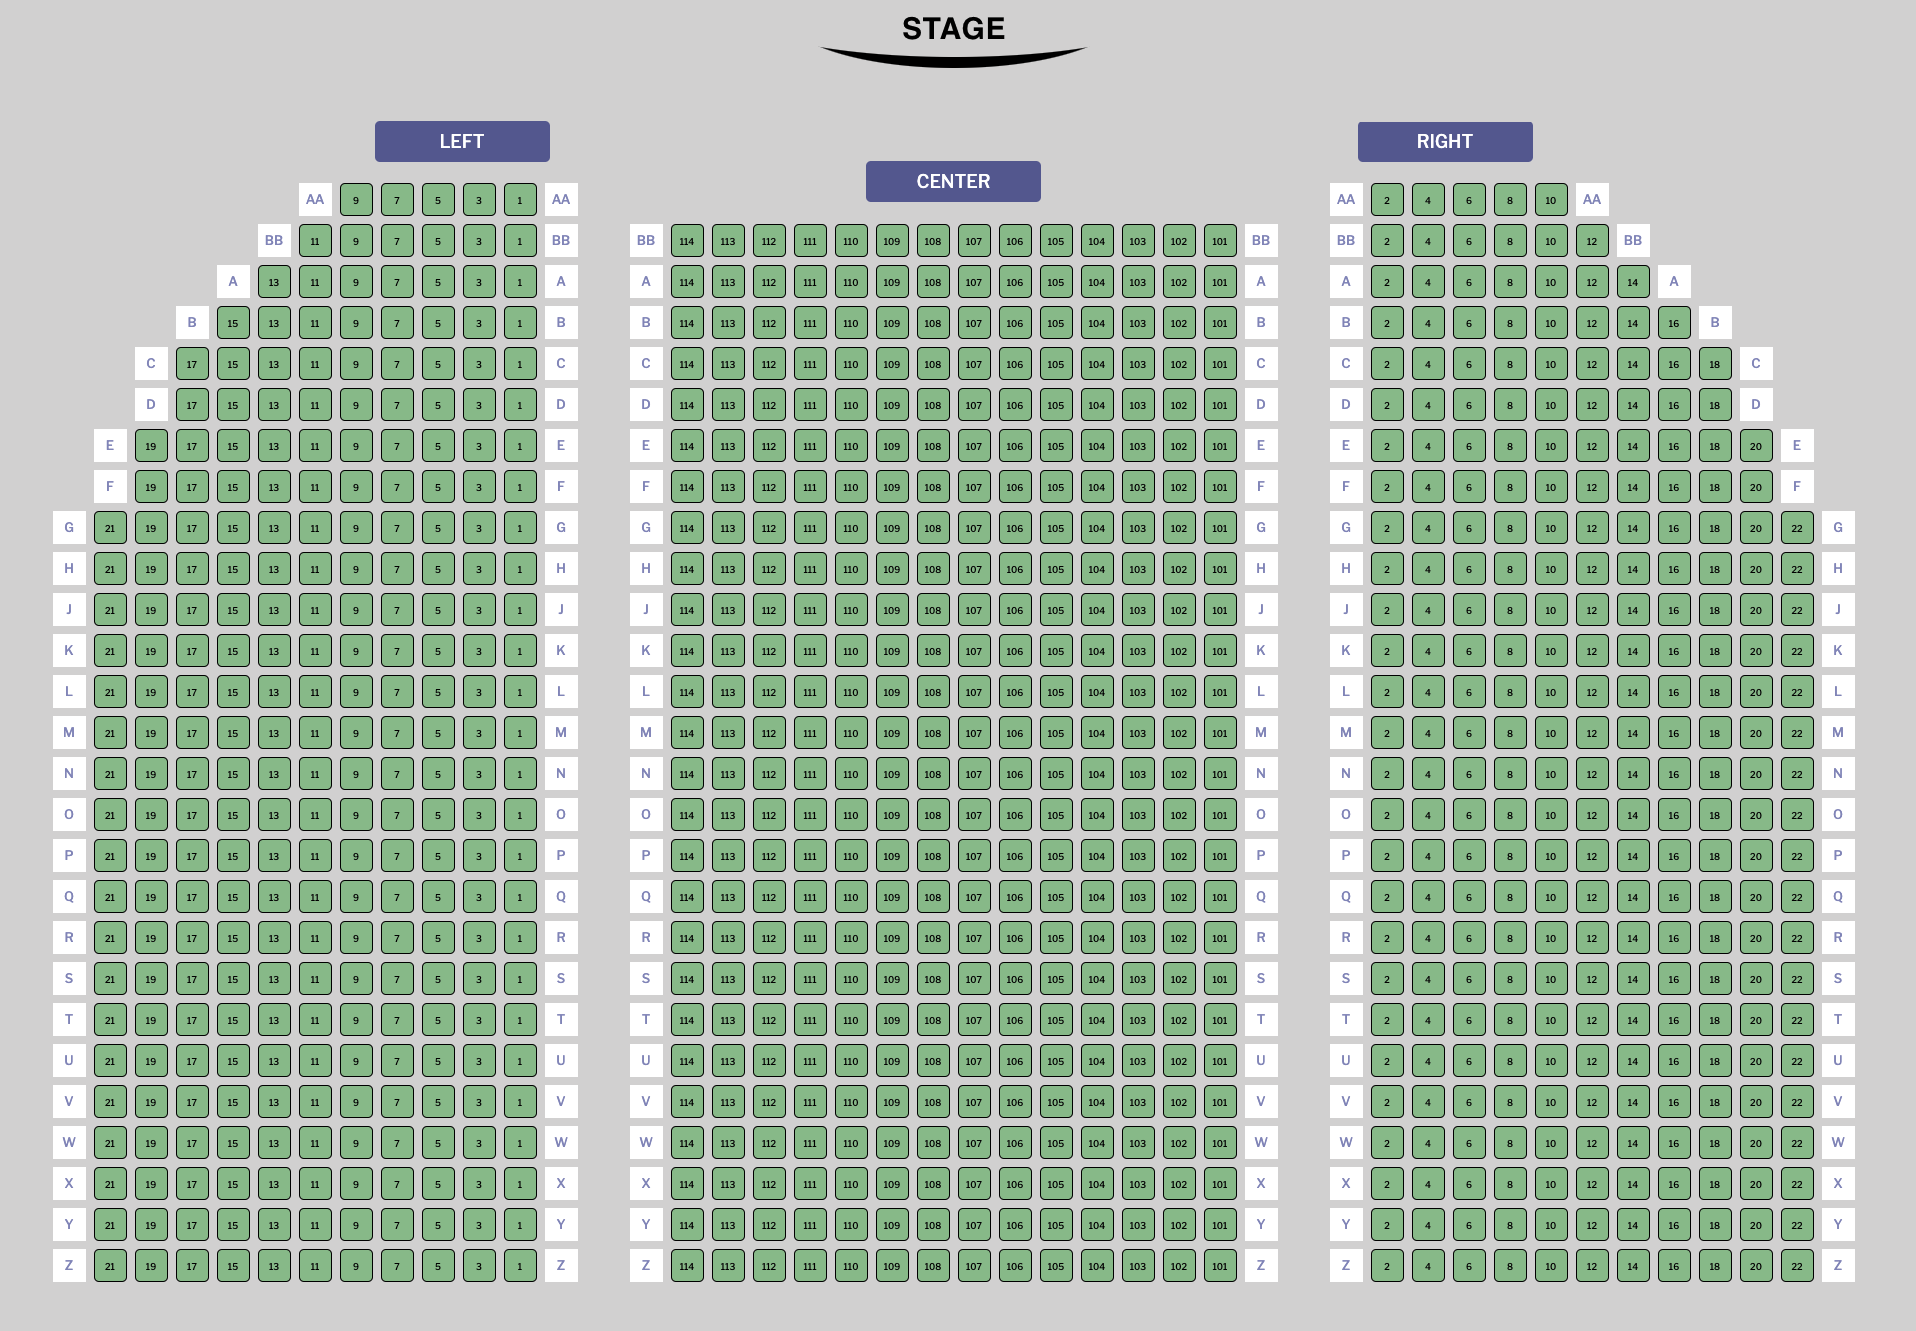 STAGE
LEFT RIGHT
CENTER
AA 9 7 5 3 1 AA AA 2 4 6 8 10 AA
BB 11 9 7 5 3 1 BB BB 114 113 112 111 110 109 108 107 106 105 104 103 102 101 BB BB 2 4 6 8 10 12 BB
A 13 11 9 7 5 3 1 A A 114 113 112 111 110 109 108 107 106 105 104 103 102 101 A A 2 4 6 8 10 12 14 A
B 15 13 11 9 7 5 3 1 B B 114 113 112 111 110 109 108 107 106 105 104 103 102 101 B B 2 4 6 8 10 12 14 16 B
C 17 15 13 11 9 7 5 3 1 C C 114 113 112 111 110 109 108 107 106 105 104 103 102 101 C C 2 4 6 8 10 12 14 16 18 C
D 17 15 13 11 9 7 5 3 1 D D 114 113 112 111 110 109 108 107 106 105 104 103 102 101 D D 2 4 6 8 10 12 14 16 18 D
E 19 17 15 13 11 9 7 5 3 1 E E 114 113 112 111 110 109 108 107 106 105 104 103 102 101 E E 2 4 6 8 10 12 14 16 18 20 E
F 19 17 15 13 11 9 7 5 3 1 F F 114 113 112 111 110 109 108 107 106 105 104 103 102 101 F F 2 4 6 8 10 12 14 16 18 20 F
G 21 19 17 15 13 11 9 7 5 3 1 G G 114 113 112 111 110 109 108 107 106 105 104 103 102 101 G G 2 4 6 8 10 12 14 16 18 20 22 G
H 21 19 17 15 13 11 9 7 5 3 1 H H 114 113 112 111 110 109 108 107 106 105 104 103 102 101 H H 2 4 6 8 10 12 14 16 18 20 22 H
J 21 19 17 15 13 11 9 7 5 3 1 J J 114 113 112 111 110 109 108 107 106 105 104 103 102 101 J J 2 4 6 8 10 12 14 16 18 20 22 J
K 21 19 17 15 13 11 9 7 5 3 1 K K 114 113 112 111 110 109 108 107 106 105 104 103 102 101 K K 2 4 6 8 10 12 14 16 18 20 22 K
L 21 19 17 15 13 11 9 7 5 3 1 L L 114 113 112 111 110 109 108 107 106 105 104 103 102 101 L L 2 4 6 8 10 12 14 16 18 20 22 L
M 21 19 17 15 13 11 9 7 5 3 1 M M 114 113 112 111 110 109 108 107 106 105 104 103 102 101 M M 2 4 6 8 10 12 14 16 18 20 22 M
N 21 19 17 15 13 11 9 7 5 3 1 N N 114 113 112 111 110 109 108 107 106 105 104 103 102 101 N N 2 4 6 8 10 12 14 16 18 20 22 N
O 21 19 17 15 13 11 9 7 5 3 1 O O 114 113 112 111 110 109 108 107 106 105 104 103 102 101 O O 2 4 6 8 10 12 14 16 18 20 22 O
P 21 19 17 15 13 11 9 7 5 3 1 P P 114 113 112 111 110 109 108 107 106 105 104 103 102 101 P P 2 4 6 8 10 12 14 16 18 20 22 P
Q 21 19 17 15 13 11 9 7 5 3 1 Q Q 114 113 112 111 110 109 108 107 106 105 104 103 102 101 Q Q 2 4 6 8 10 12 14 16 18 20 22 Q
R 21 19 17 15 13 11 9 7 5 3 1 R R 114 113 112 111 110 109 108 107 106 105 104 103 102 101 R R 2 4 6 8 10 12 14 16 18 20 22 R
S 21 19 17 15 13 11 9 7 5 3 1 S S 114 113 112 111 110 109 108 107 106 105 104 103 102 101 S S 2 4 6 8 10 12 14 16 18 20 22 S
T 21 19 17 15 13 11 9 7 5 3 1 T T 114 113 112 111 110 109 108 107 106 105 104 103 102 101 T T 2 4 6 8 10 12 14 16 18 20 22 T
U 21 19 17 15 13 11 9 7 5 3 1 U U 114 113 112 111 110 109 108 107 106 105 104 103 102 101 U U 2 4 6 8 10 12 14 16 18 20 22 U
V 21 19 17 15 13 11 9 7 5 3 1 V V 114 113 112 111 110 109 108 107 106 105 104 103 102 101 V V 2 4 6 8 10 12 14 16 18 20 22 V
W 21 19 17 15 13 11 9 7 5 3 1 W W 114 113 112 111 110 109 108 107 106 105 104 103 102 101 W W 2 4 6 8 10 12 14 16 18 20 22 W
X 21 19 17 15 13 11 9 7 5 3 1 X X 114 113 112 111 110 109 108 107 106 105 104 103 102 101 X X 2 4 6 8 10 12 14 16 18 20 22 X
Y 21 19 17 15 13 11 9 7 5 3 1 Y Y 114 113 112 111 110 109 108 107 106 105 104 103 102 101 Y Y 2 4 6 8 10 12 14 16 18 20 22 Y
Z 21 19 17 15 13 11 9 7 5 3 1 Z Z 114 113 112 111 110 109 108 107 106 105 104 103 102 101 Z Z 2 4 6 8 10 12 14 16 18 20 22 Z